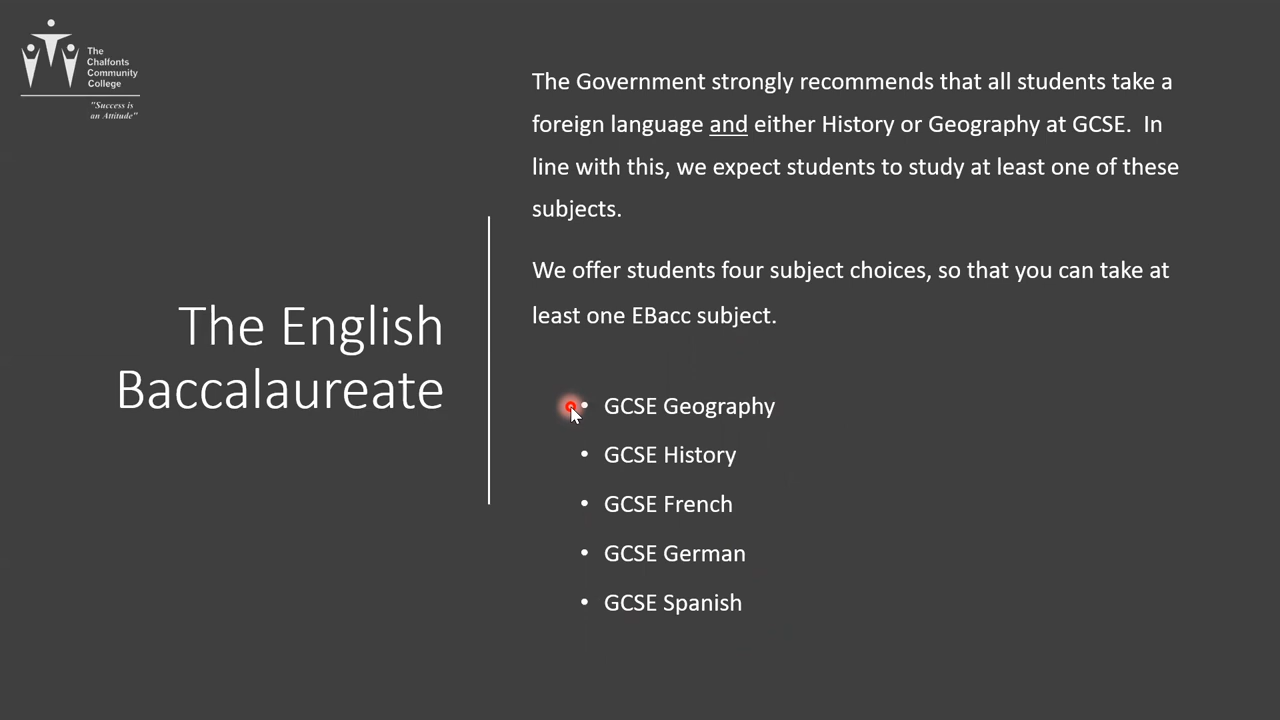 The
Chalfonts
Community
College
"Success is
an Attitude"
The English
Baccalaureate
The Government strongly recommends that all students take a
foreign language and either History or Geography at GCSE. In
line with this, we expect students to study at least one of these
subjects.
We offer students four subject choices, so that you can take at
least one EBacc subject.
• GCSE Geography
• GCSE History
• GCSE French
• GCSE German
• GCSE Spanish